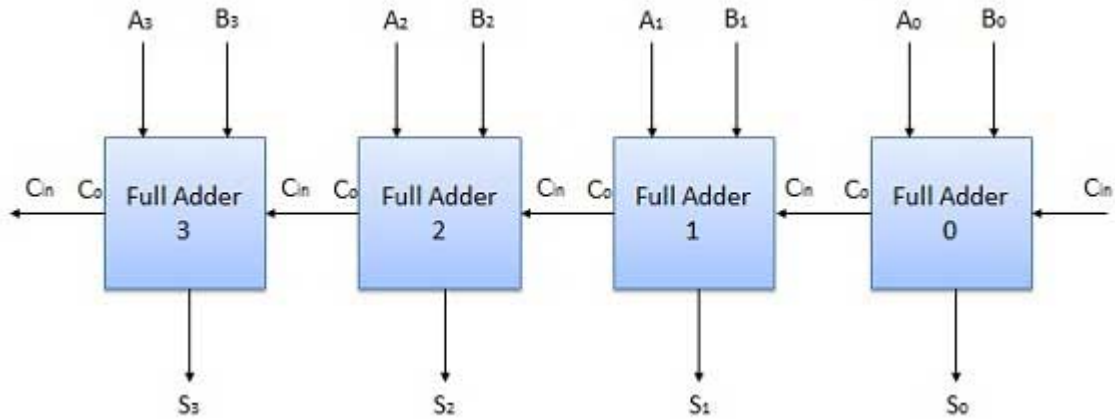 A₃ B₃ A₂ B₂ A₁ B₁ A₀ B₀
Cin Co Full Adder Cin Co Full Adder Cin Co Full Adder Cin Co Full Adder Cin
3 2 1 0
S₃ S₂ S₁ S₀